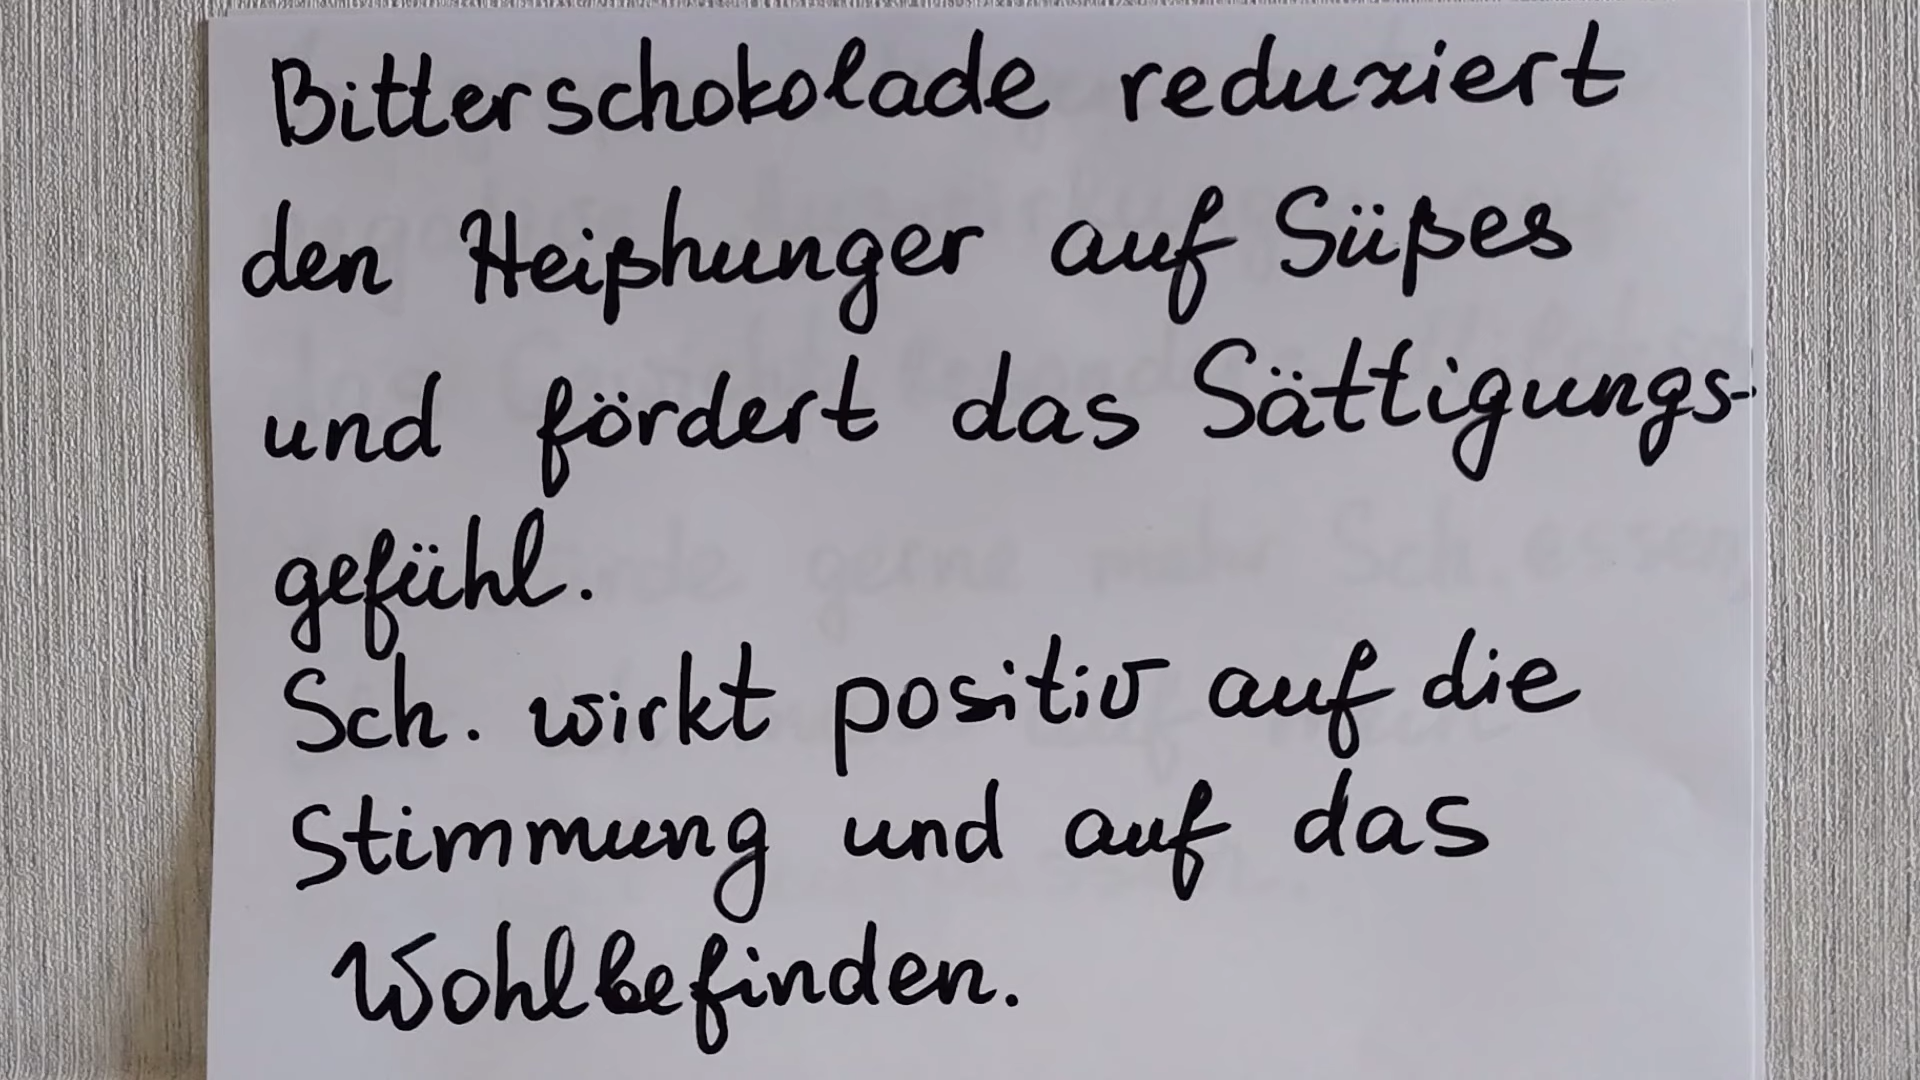 Bitterschokolade reduziert
den Heißhunger auf Süßes
und fördert das Sättigungs-
gefühl.
Sch. wirkt positiv auf die
Stimmung und auf das
Wohlbefinden.